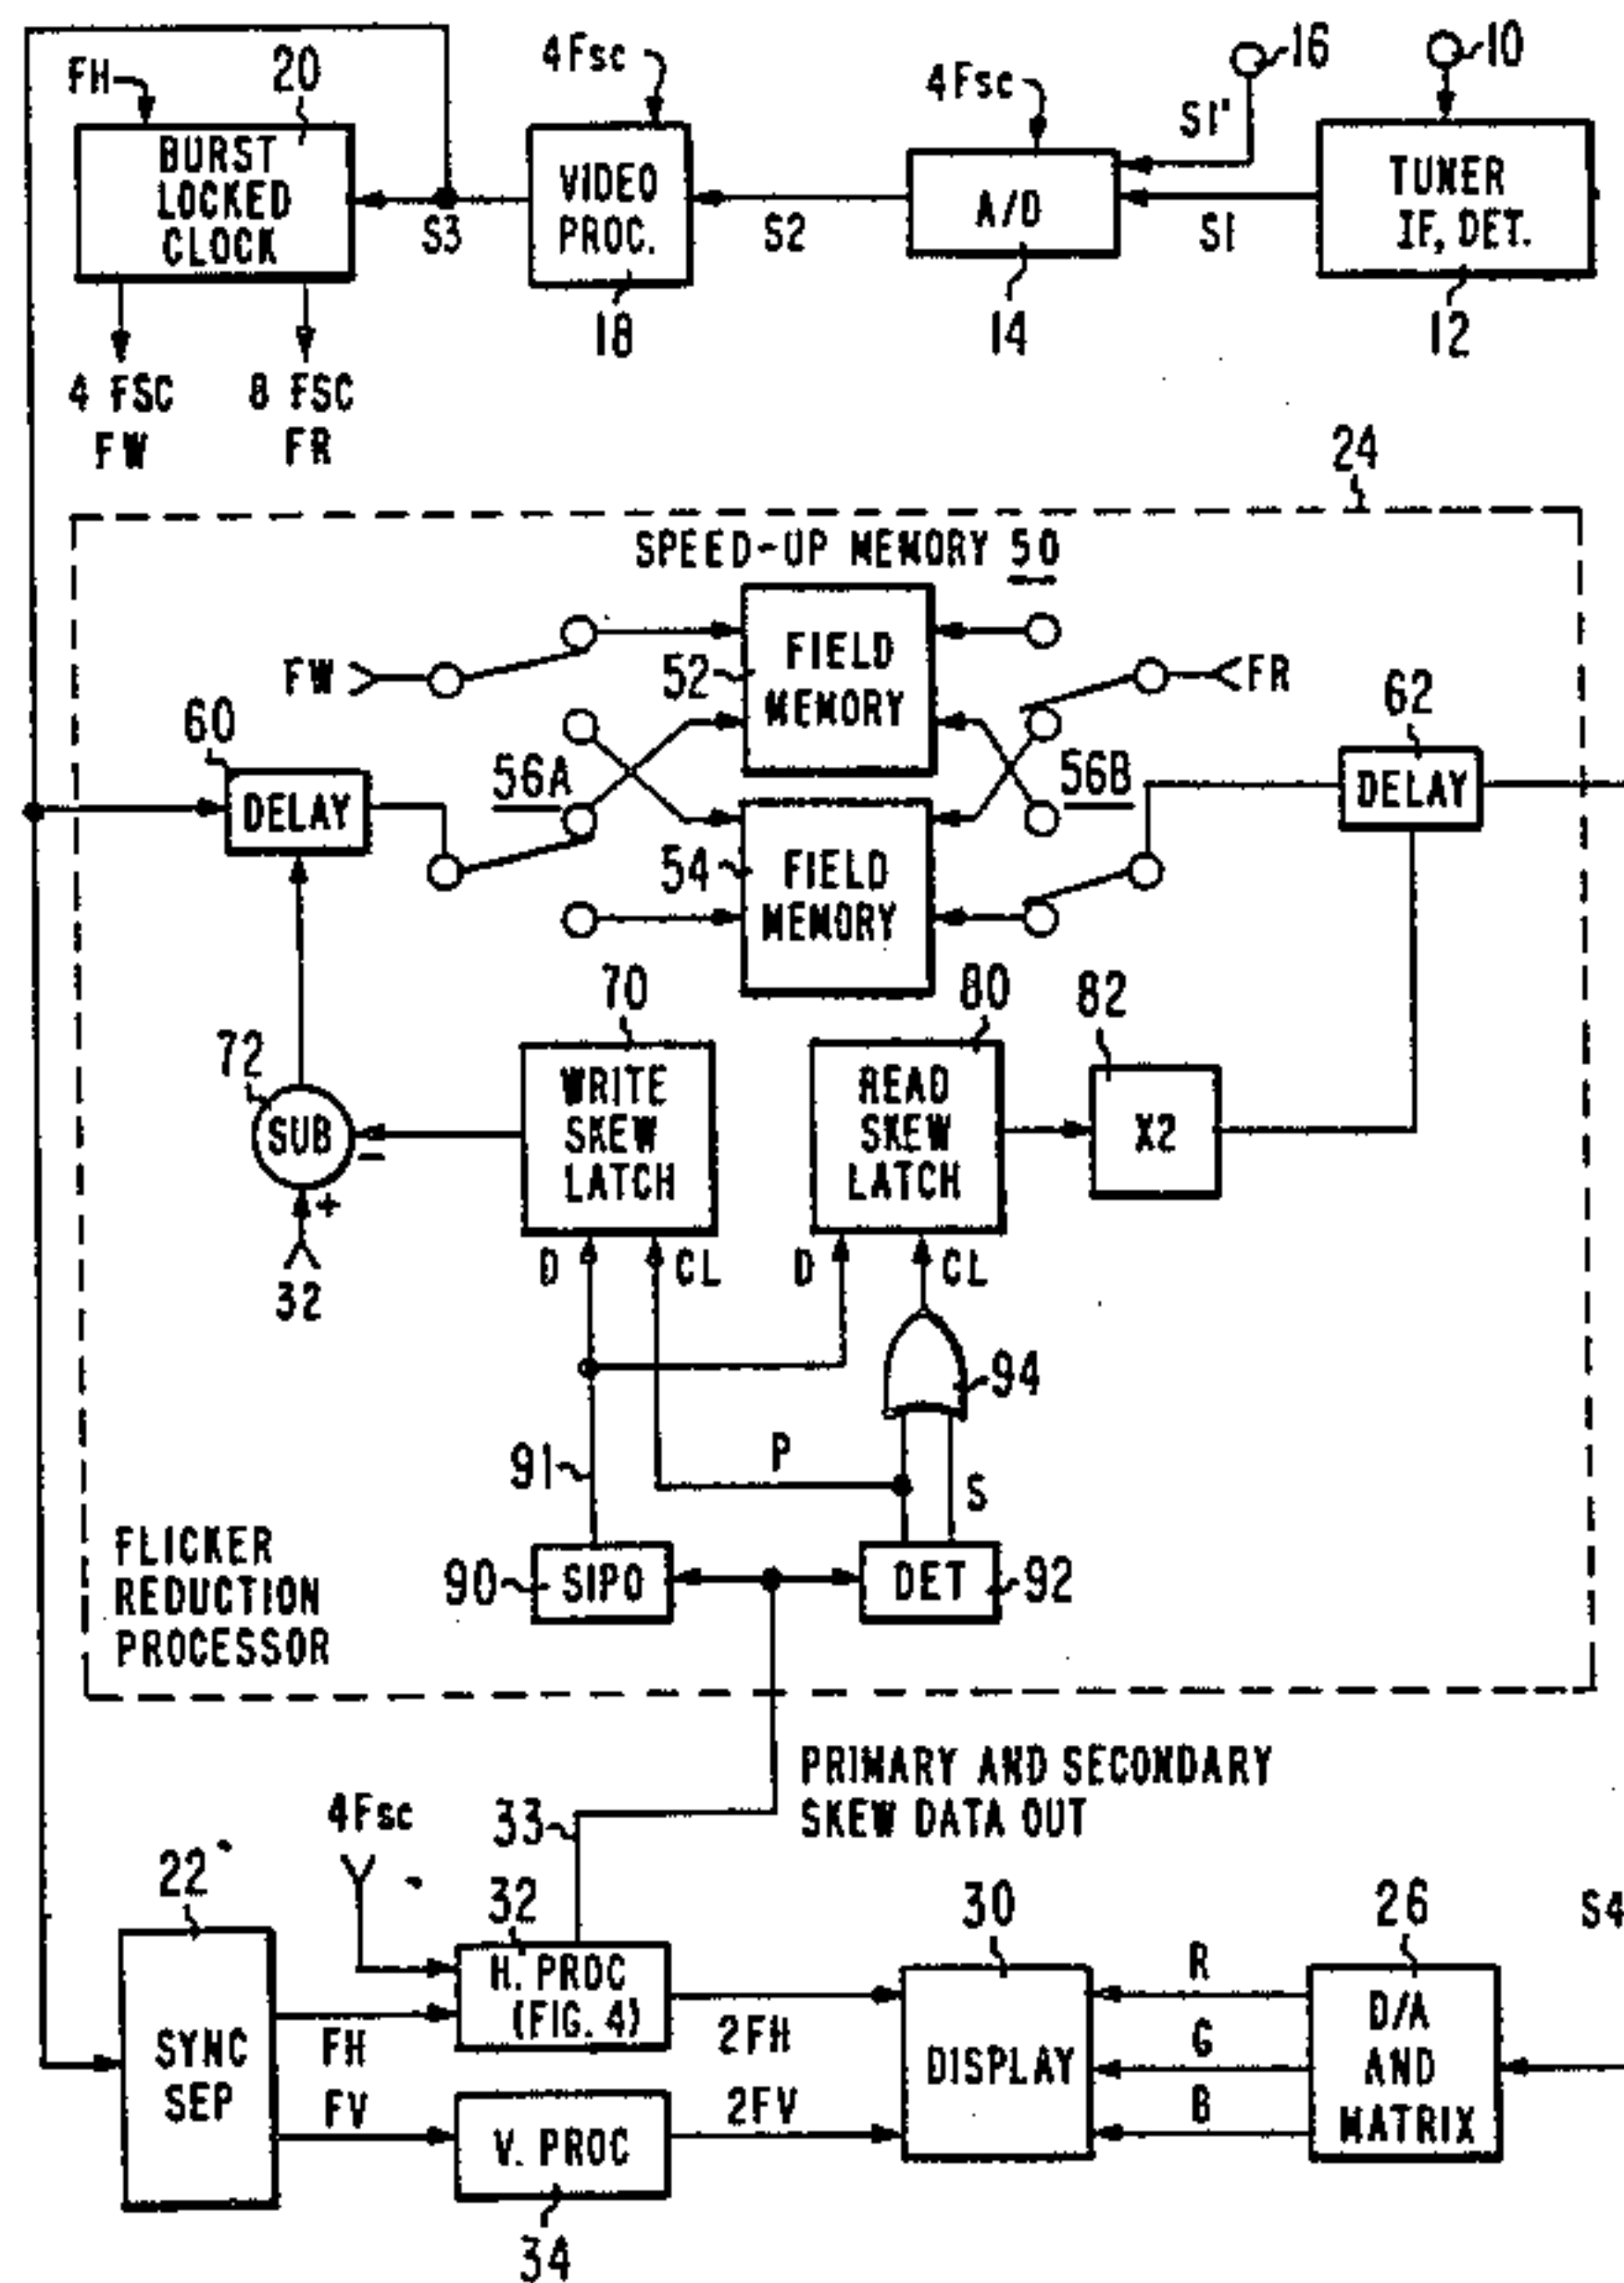 FH
20
4Fsc
4Fsc
16
10
BURST
LOCKED
CLOCK
S3
VIDEO
PROC.
S2
A/D
S1'
S1
TUNER
IF, DET.
18
14
12
4 FSC
FW
8 FSC
FR
24
SPEED-UP MEMORY 50
FW
52
FIELD
MEMORY
FR
60
62
DELAY
56A
56B
DELAY
54
FIELD
MEMORY
70
80
82
72
SUB
−
+
32
WRITE
SKEW
LATCH
READ
SKEW
LATCH
X2
D
CL
D
CL
94
91
P
S
90
SIPO
DET
92
FLICKER
REDUCTION
PROCESSOR
PRIMARY AND SECONDARY
SKEW DATA OUT
4Fsc
33
22
32
30
26
S4
SYNC
SEP
FH
FV
H. PROC
(FIG. 4)
2FH
2FV
V. PROC
34
DISPLAY
R
G
B
D/A
AND
MATRIX